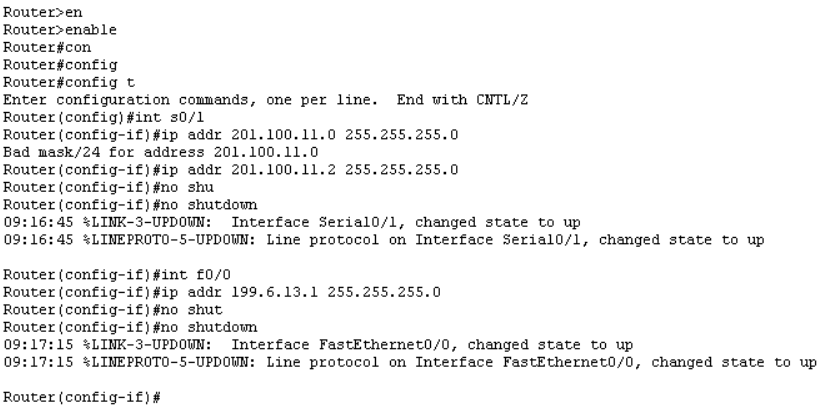 Router>en
Router>enable
Router#con
Router#config
Router#config t
Enter configuration commands, one per line.  End with CNTL/Z
Router(config)#int s0/1
Router(config-if)#ip addr 201.100.11.0 255.255.255.0
Bad mask/24 for address 201.100.11.0
Router(config-if)#ip addr 201.100.11.2 255.255.255.0
Router(config-if)#no shu
Router(config-if)#no shutdown
09:16:45 %LINK-3-UPDOWN:  Interface Serial0/1, changed state to up
09:16:45 %LINEPROTO-5-UPDOWN: Line protocol on Interface Serial0/1, changed state to up
Router(config-if)#int f0/0
Router(config-if)#ip addr 199.6.13.1 255.255.255.0
Router(config-if)#no shut
Router(config-if)#no shutdown
09:17:15 %LINK-3-UPDOWN:  Interface FastEthernet0/0, changed state to up
09:17:15 %LINEPROTO-5-UPDOWN: Line protocol on Interface FastEthernet0/0, changed state to up
Router(config-if)#